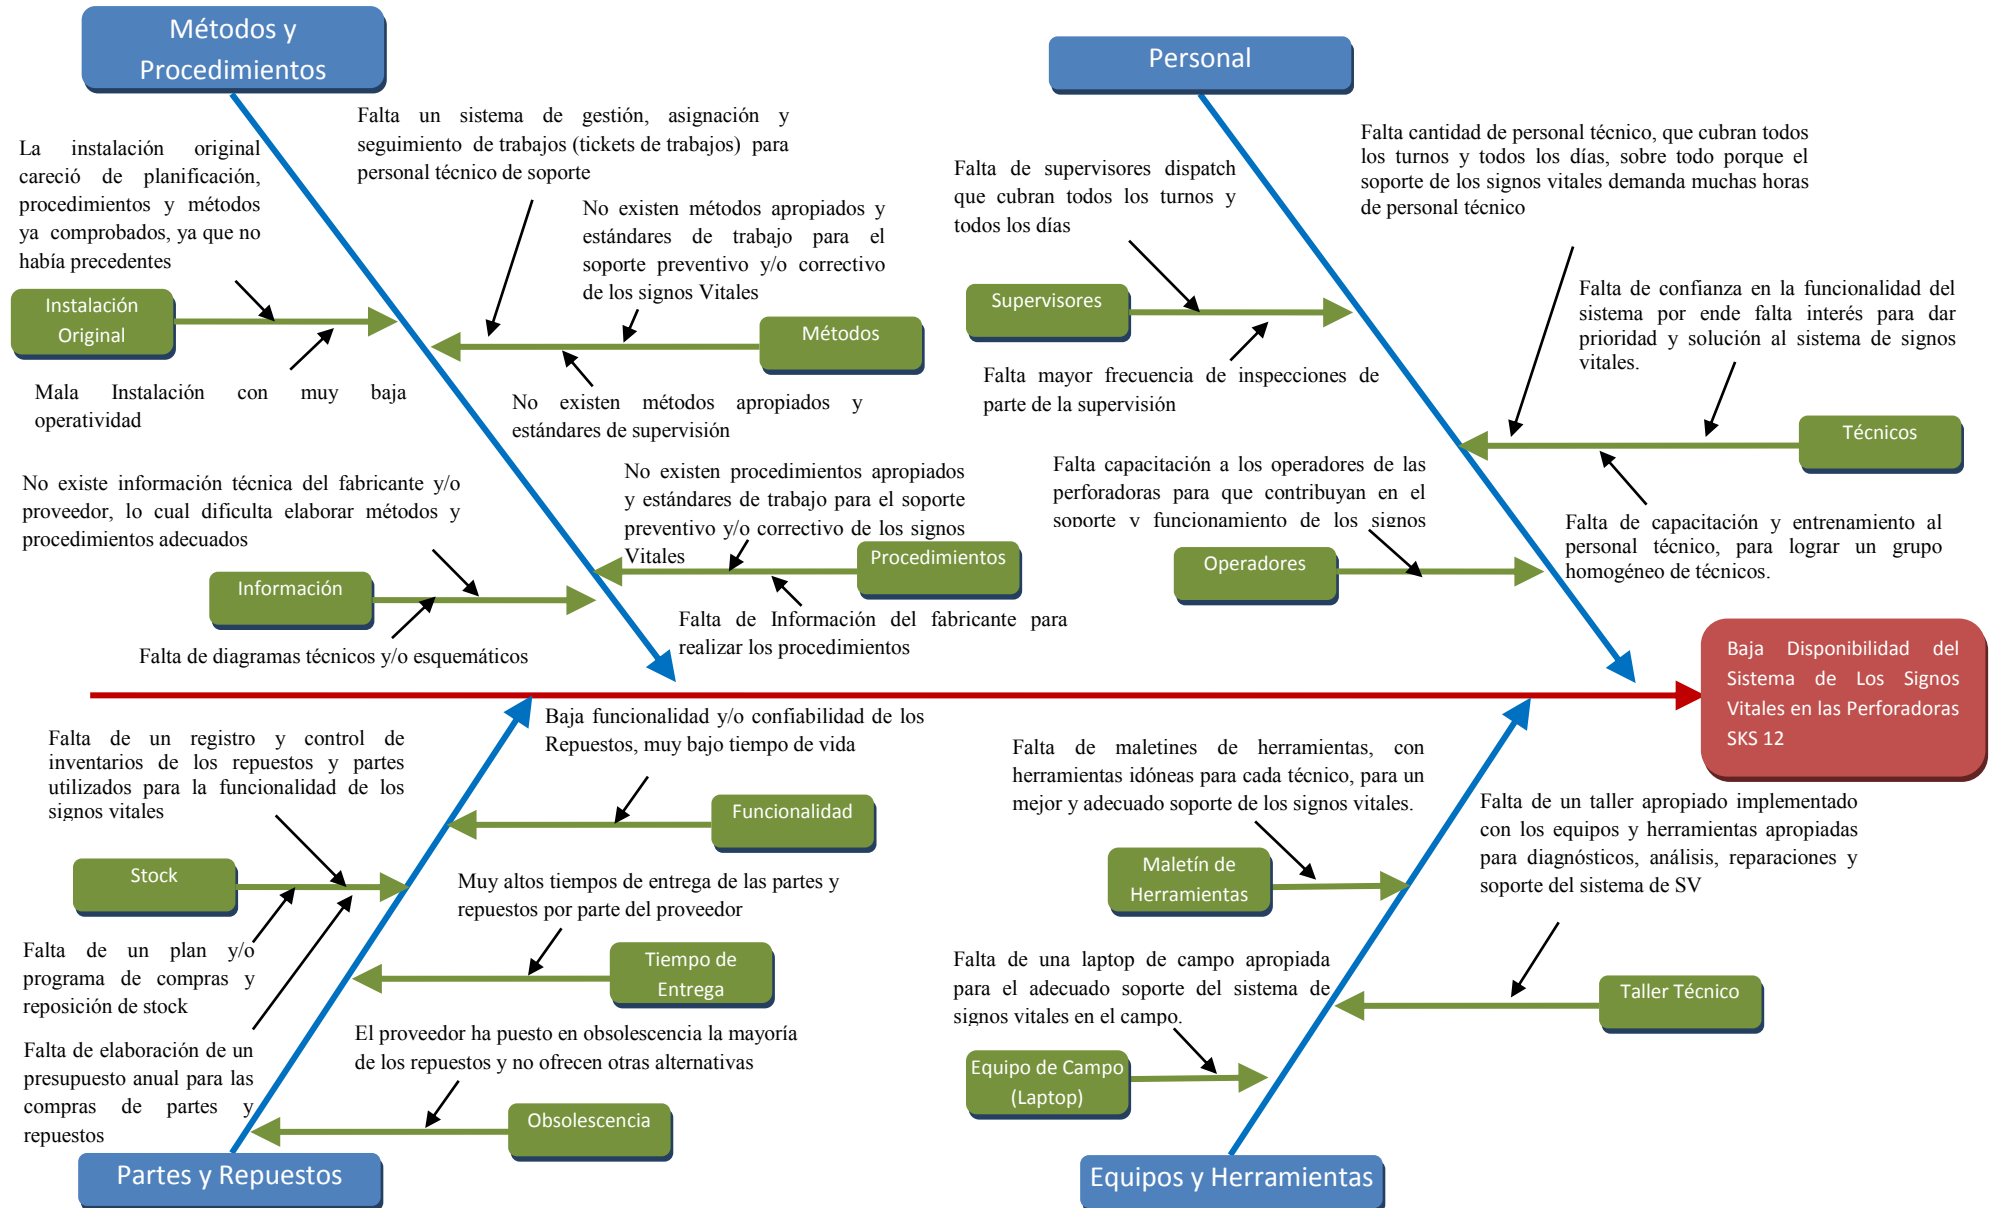 Métodos y
Procedimientos
Personal
Falta un sistema de gestión, asignación y
seguimiento de trabajos (tickets de trabajos) para
personal técnico de soporte
La instalación original
careció de planificación,
procedimientos y métodos
ya comprobados, ya que no
había precedentes
No existen métodos apropiados y
estándares de trabajo para el
soporte preventivo y/o correctivo
de los signos Vitales
Instalación
Original
Métodos
Mala Instalación con muy baja
operatividad
No existen métodos apropiados y
estándares de supervisión
No existe información técnica del fabricante y/o
proveedor, lo cual dificulta elaborar métodos y
procedimientos adecuados
No existen procedimientos apropiados
y estándares de trabajo para el soporte
preventivo y/o correctivo de los signos
Vitales
Procedimientos
Información
Falta de Información del fabricante para
realizar los procedimientos
Falta de diagramas técnicos y/o esquemáticos
Falta de supervisores dispatch
que cubran todos los turnos y
todos los días
Falta cantidad de personal técnico, que cubran todos
los turnos y todos los días, sobre todo porque el
soporte de los signos vitales demanda muchas horas
de personal técnico
Supervisores
Falta de confianza en la funcionalidad del
sistema por ende falta interés para dar
prioridad y solución al sistema de signos
vitales.
Falta mayor frecuencia de inspecciones de
parte de la supervisión
Técnicos
Falta capacitación a los operadores de las
perforadoras para que contribuyan en el
soporte y funcionamiento de los signos
Falta de capacitación y entrenamiento al
personal técnico, para lograr un grupo
homogéneo de técnicos.
Operadores
Baja Disponibilidad del
Sistema de Los Signos
Vitales en las Perforadoras
SKS 12
Baja funcionalidad y/o confiabilidad de los
Repuestos, muy bajo tiempo de vida
Falta de un registro y control de
inventarios de los repuestos y partes
utilizados para la funcionalidad de los
signos vitales
Funcionalidad
Stock
Muy altos tiempos de entrega de las partes y
repuestos por parte del proveedor
Falta de un plan y/o
programa de compras y
reposición de stock
Tiempo de
Entrega
El proveedor ha puesto en obsolescencia la mayoría
de los repuestos y no ofrecen otras alternativas
Falta de elaboración de un
presupuesto anual para las
compras de partes y
repuestos
Obsolescencia
Partes y Repuestos
Falta de maletines de herramientas, con
herramientas idóneas para cada técnico, para un
mejor y adecuado soporte de los signos vitales.
Falta de un taller apropiado implementado
con los equipos y herramientas apropiadas
para diagnósticos, análisis, reparaciones y
soporte del sistema de SV
Maletín de
Herramientas
Falta de una laptop de campo apropiada
para el adecuado soporte del sistema de
signos vitales en el campo.
Taller Técnico
Equipo de Campo
(Laptop)
Equipos y Herramientas